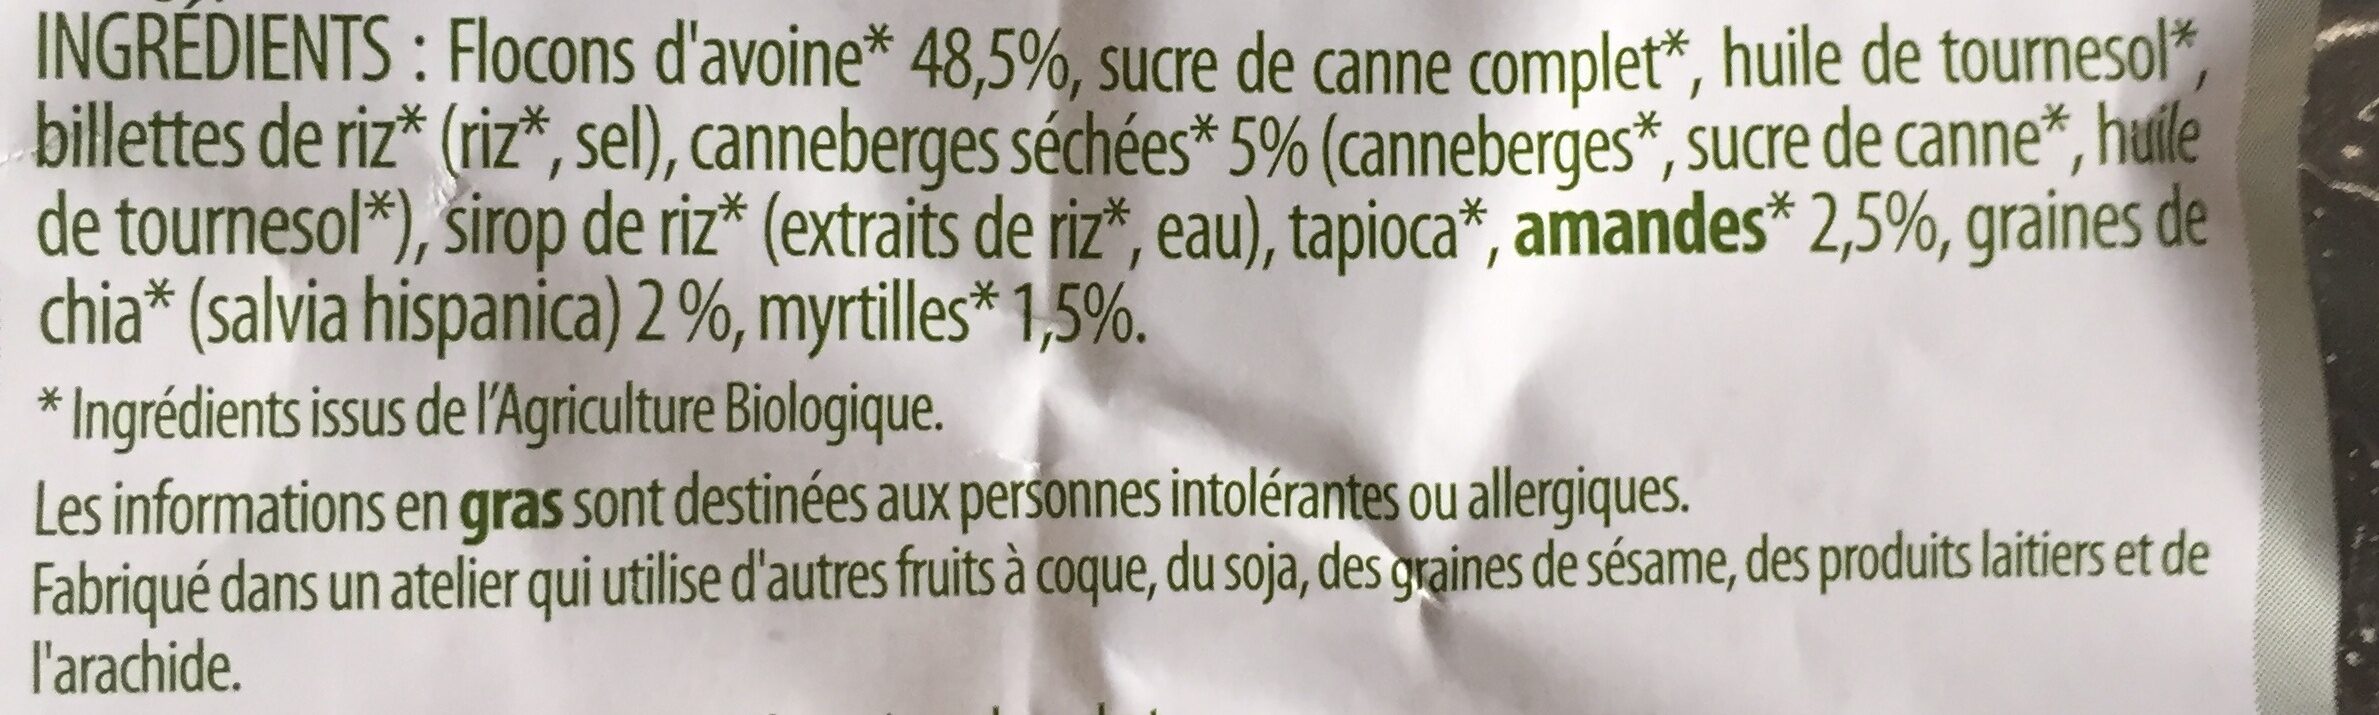 INGRÉDIENTS : Flocons d'avoine* 48,5%, sucre de canne complet*, huile de tournesol*,
billettes de riz* (riz*, sel), canneberges séchées* 5% (canneberges*, sucre de canne*, huile
de tournesol*), sirop de riz* (extraits de riz*, eau), tapioca*, amandes* 2,5%, graines de
chia* (salvia hispanica) 2 %, myrtilles* 1,5%.
* Ingrédients issus de l'Agriculture Biologique.
Les informations en gras sont destinées aux personnes intolérantes ou allergiques.
Fabriqué dans un atelier qui utilise d'autres fruits à coque, du soja, des graines de sésame, des produits laitiers et de
l'arachide.